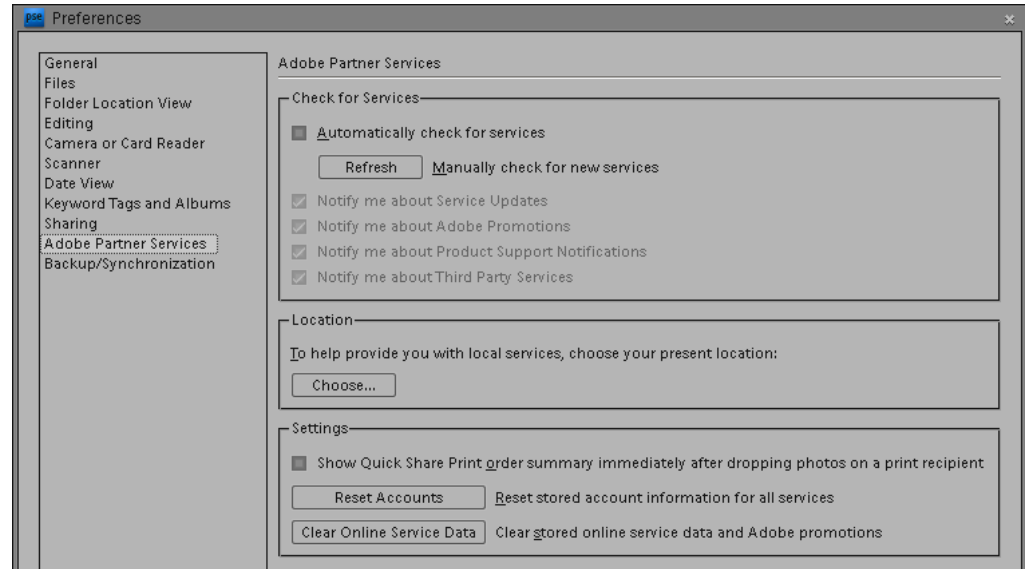 pse Preferences
General
Files
Folder Location View
Editing
Camera or Card Reader
Scanner
Date View
Keyword Tags and Albums
Sharing
Adobe Partner Services
Backup/Synchronization
Adobe Partner Services
Check for Services
Automatically check for services
Refresh Manually check for new services
Notify me about Service Updates
Notify me about Adobe Promotions
Notify me about Product Support Notifications
Notify me about Third Party Services
Location
To help provide you with local services, choose your present location:
Choose...
Settings
Show Quick Share Print order summary immediately after dropping photos on a print recipient
Reset Accounts Reset stored account information for all services
Clear Online Service Data Clear stored online service data and Adobe promotions